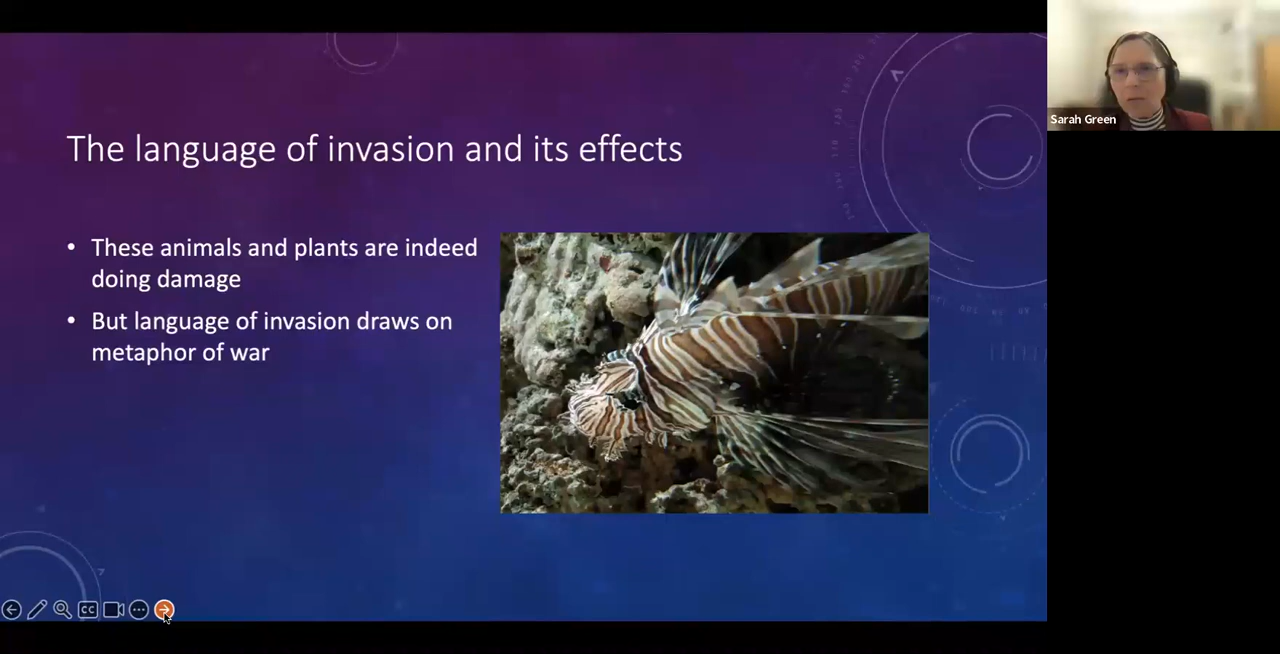 The language of invasion and its effects
• These animals and plants are indeed
doing damage
• But language of invasion draws on
metaphor of war
Sarah Green
CC